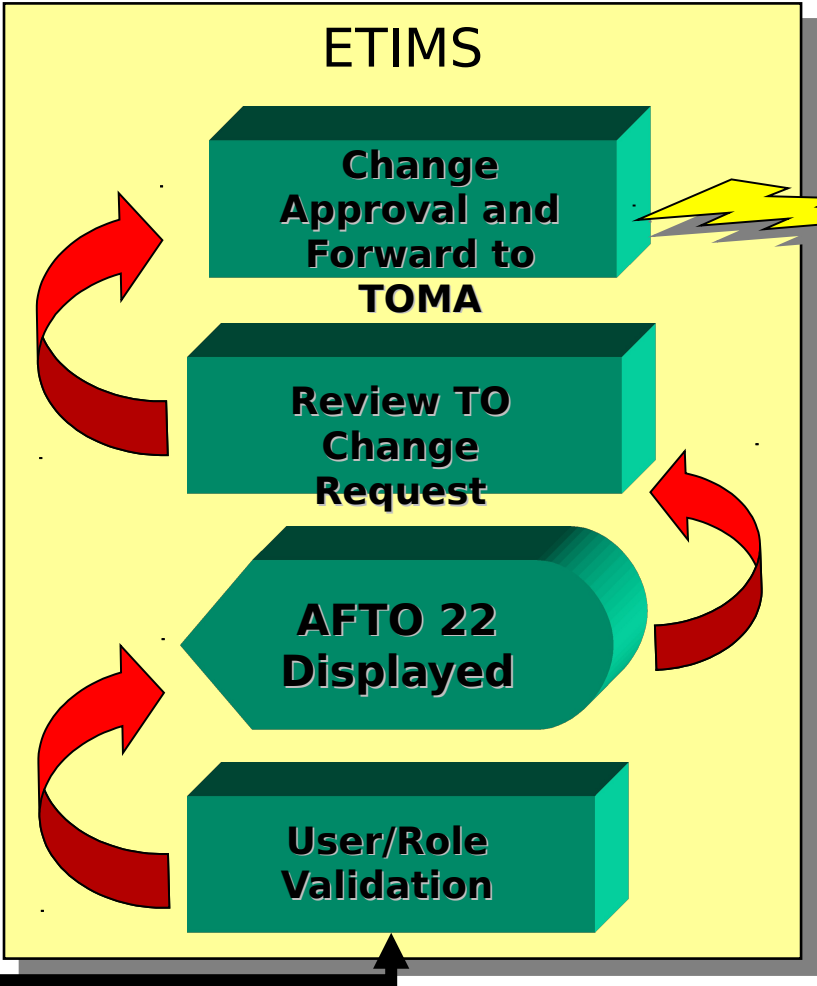 ETIMS
Change
Approval and
Forward to
TOMA
Review TO
Change
Request
AFTO 22
Displayed
User/Role
Validation